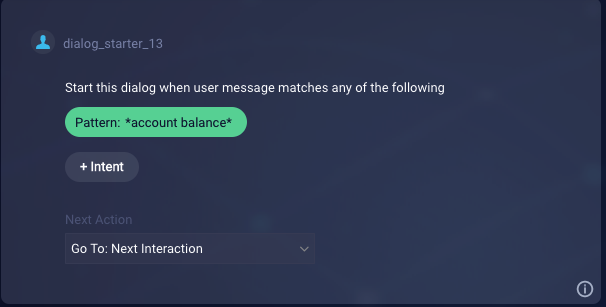 dialog_starter_13
Start this dialog when user message matches any of the following
Pattern: *account balance*
+ Intent
Next Action
Go To: Next Interaction